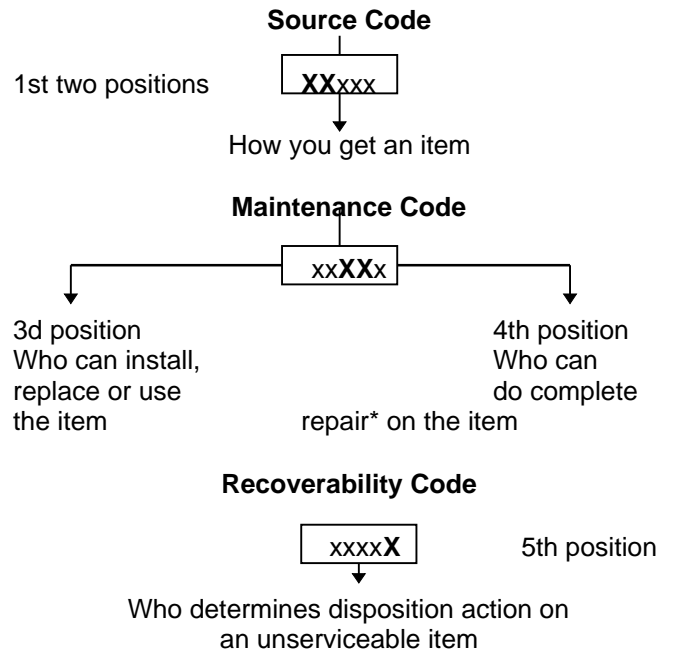 Source Code
1st two positions
XXxxx
How you get an item
Maintenance Code
xxXXx
3d position
Who can install,
replace or use
the item
4th position
Who can
do complete
repair* on the item
Recoverability Code
xxxxX
5th position
Who determines disposition action on
an unserviceable item